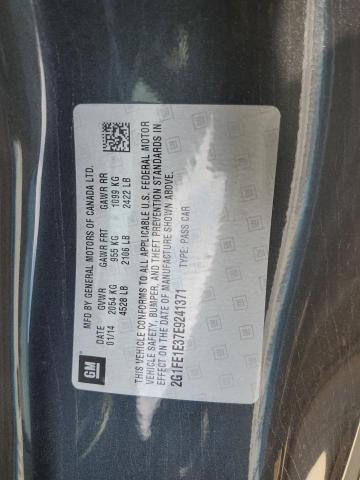 GM
MFD BY GENERAL MOTORS OF CANADA LTD.
DATE GVWR GAWR FRT GAWR RR
01/14 2054 KG 955 KG 1099 KG
4528 LB 2106 LB 2422 LB
THIS VEHICLE CONFORMS TO ALL APPLICABLE U.S. FEDERAL MOTOR
VEHICLE SAFETY, BUMPER, AND THEFT PREVENTION STANDARDS IN
EFFECT ON THE DATE OF MANUFACTURE SHOWN ABOVE.
2G1FE1E37E9241371 TYPE: PASS CAR